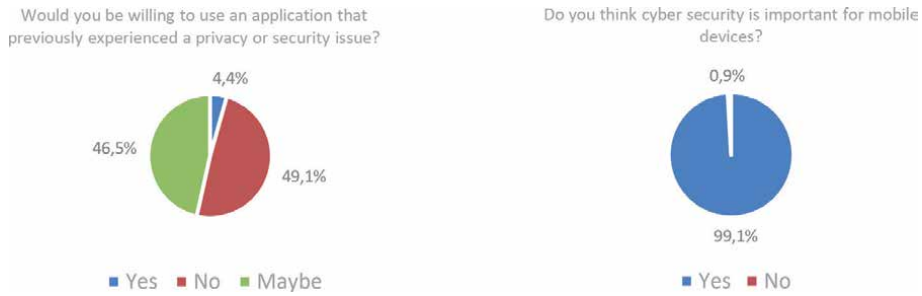 Would you be willing to use an application that
previously experienced a privacy or security issue?
4,4%
46,5%
49,1%
Yes No Maybe
Do you think cyber security is important for mobile
devices?
0,9%
99,1%
Yes No